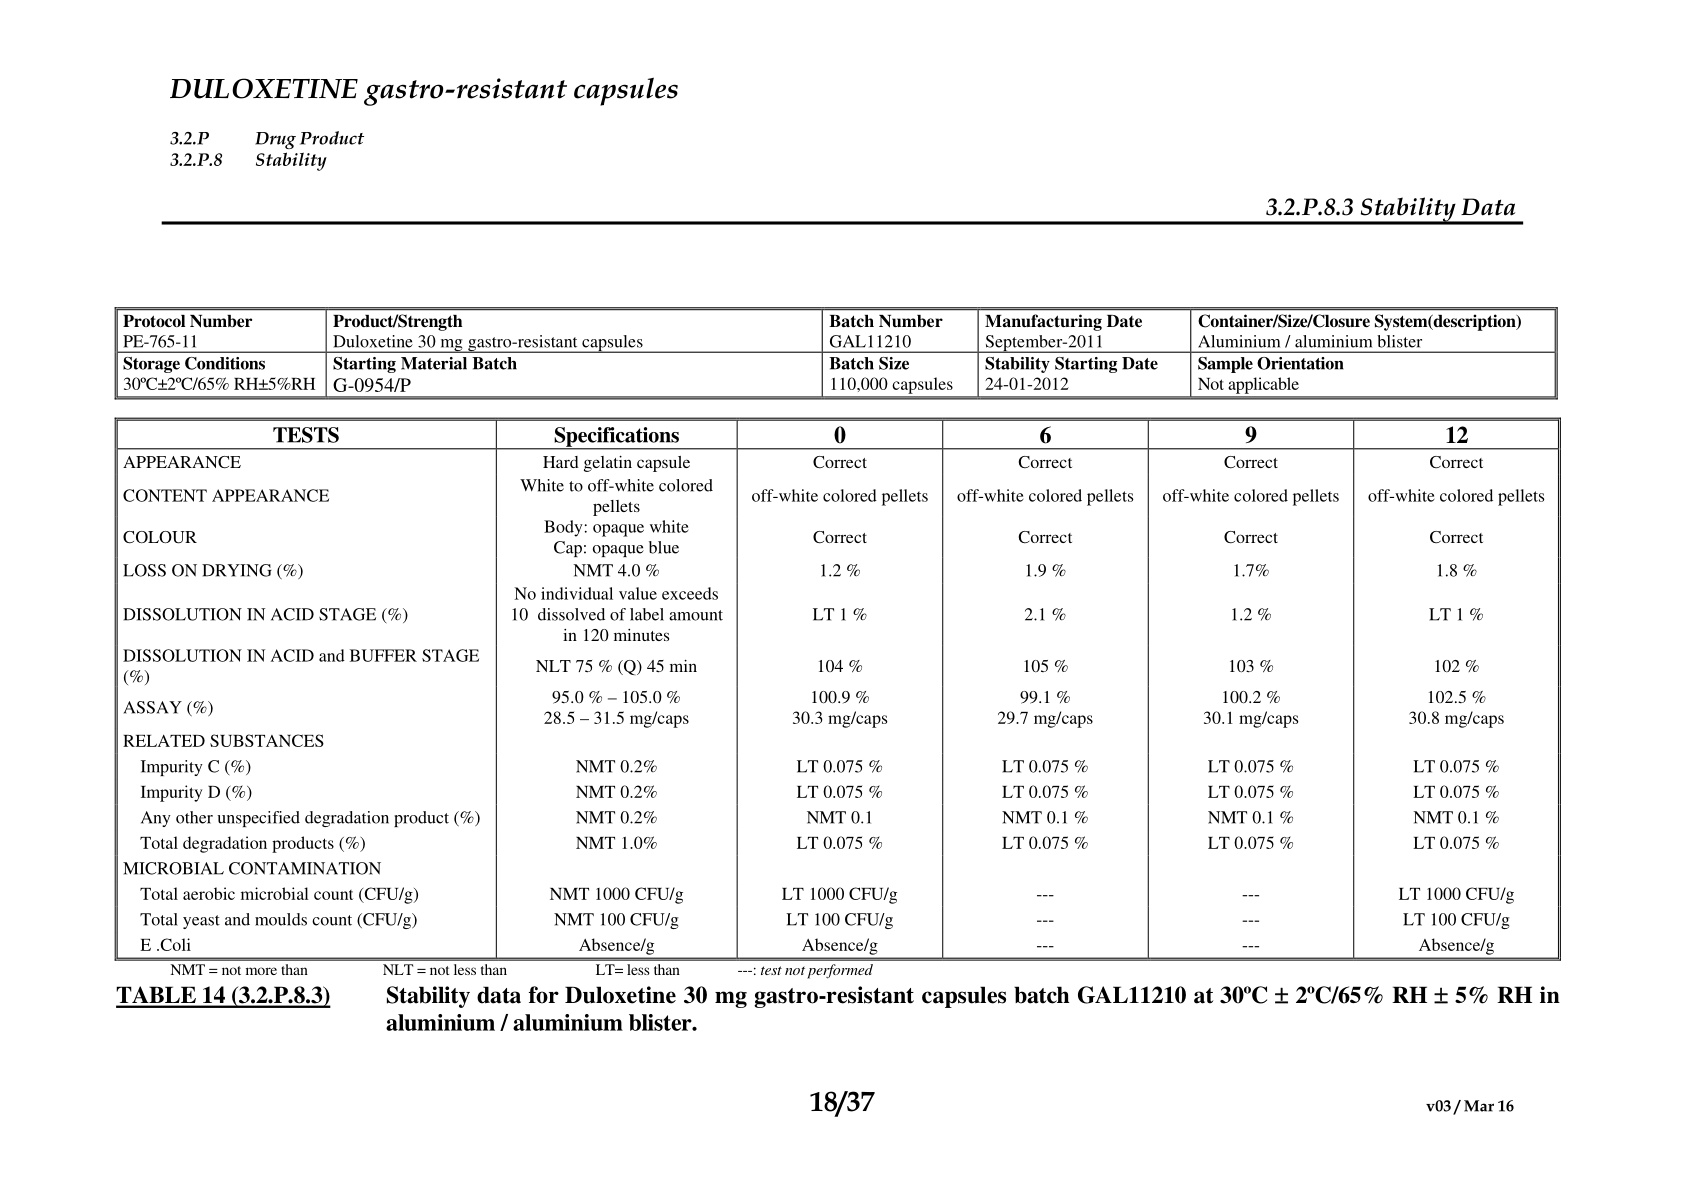 DULOXETINE gastro-resistant capsules
3.2.P Drug Product
3.2.P.8 Stability
3.2.P.8.3 Stability Data
Protocol Number Product/Strength Batch Number Manufacturing Date Container/Size/Closure System(description)
PE-765-11 Duloxetine 30 mg gastro-resistant capsules GAL11210 September-2011 Aluminium / aluminium blister
Storage Conditions Starting Material Batch Batch Size Stability Starting Date Sample Orientation
30ºC±2ºC/65% RH±5%RH G-0954/P 110,000 capsules 24-01-2012 Not applicable
TESTS Specifications 0 6 9 12
APPEARANCE Hard gelatin capsule Correct Correct Correct Correct
CONTENT APPEARANCE White to off-white colored
pellets off-white colored pellets off-white colored pellets off-white colored pellets off-white colored pellets
COLOUR Body: opaque white
Cap: opaque blue Correct Correct Correct Correct
LOSS ON DRYING (%) NMT 4.0 % 1.2 % 1.9 % 1.7% 1.8 %
DISSOLUTION IN ACID STAGE (%) No individual value exceeds
10 dissolved of label amount
in 120 minutes LT 1 % 2.1 % 1.2 % LT 1 %
DISSOLUTION IN ACID and BUFFER STAGE
(%) NLT 75 % (Q) 45 min 104 % 105 % 103 % 102 %
ASSAY (%) 95.0 % – 105.0 % 100.9 % 99.1 % 100.2 % 102.5 %
28.5 – 31.5 mg/caps 30.3 mg/caps 29.7 mg/caps 30.1 mg/caps 30.8 mg/caps
RELATED SUBSTANCES
Impurity C (%) NMT 0.2% LT 0.075 % LT 0.075 % LT 0.075 % LT 0.075 %
Impurity D (%) NMT 0.2% LT 0.075 % LT 0.075 % LT 0.075 % LT 0.075 %
Any other unspecified degradation product (%) NMT 0.2% NMT 0.1 NMT 0.1 % NMT 0.1 % NMT 0.1 %
Total degradation products (%) NMT 1.0% LT 0.075 % LT 0.075 % LT 0.075 % LT 0.075 %
MICROBIAL CONTAMINATION
Total aerobic microbial count (CFU/g) NMT 1000 CFU/g LT 1000 CFU/g --- --- LT 1000 CFU/g
Total yeast and moulds count (CFU/g) NMT 100 CFU/g LT 100 CFU/g --- --- LT 100 CFU/g
E .Coli Absence/g Absence/g --- --- Absence/g
NMT = not more than NLT = not less than LT= less than ---: test not performed
TABLE 14 (3.2.P.8.3) Stability data for Duloxetine 30 mg gastro-resistant capsules batch GAL11210 at 30ºC ± 2ºC/65% RH ± 5% RH in
aluminium / aluminium blister.
18/37
v03 / Mar 16